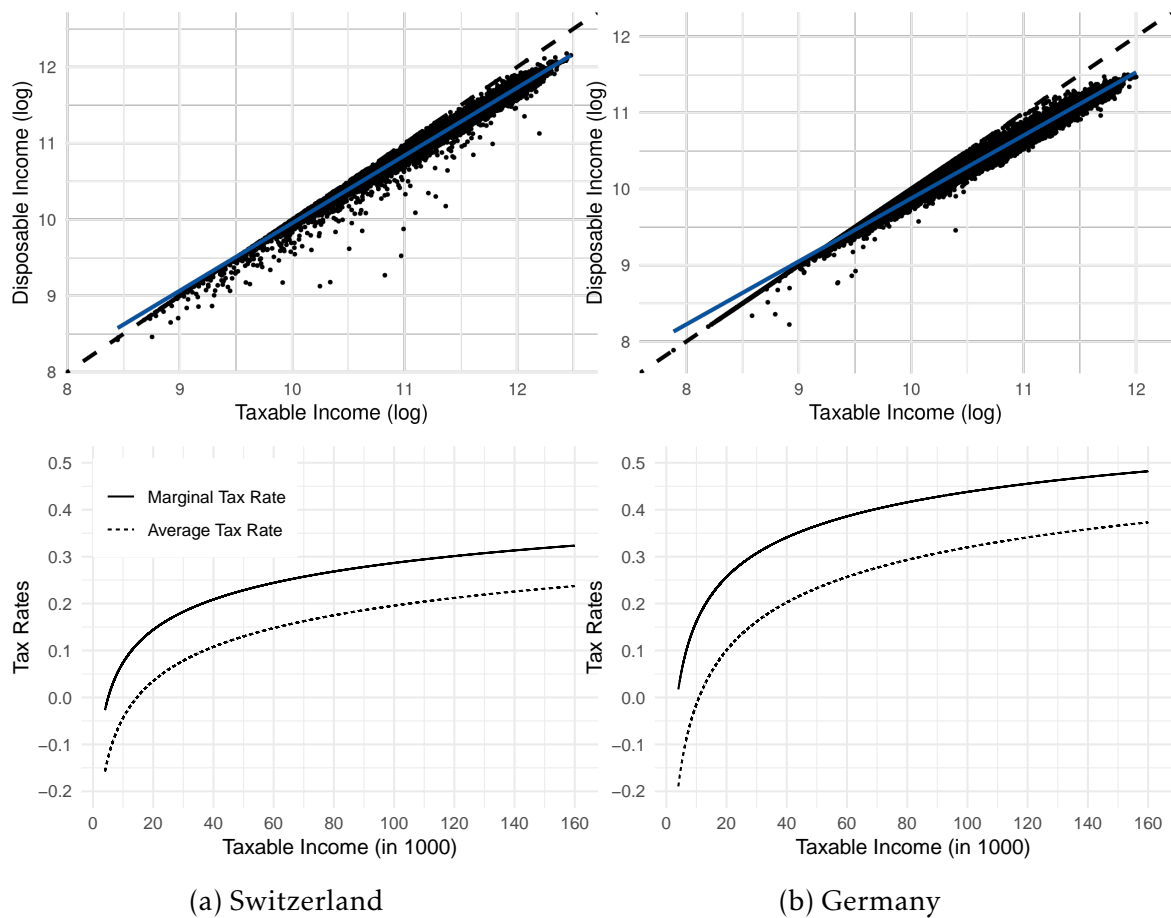 Disposable Income (log)
12
11
10
9
8
8 9 10 11 12
Taxable Income (log)
Disposable Income (log)
12
11
10
9
8
8 9 10 11 12
Taxable Income (log)
Tax Rates
0.5
0.4
0.3
0.2
0.1
0.0
−0.1
−0.2
Marginal Tax Rate
Average Tax Rate
0 20 40 60 80 100 120 140 160
Taxable Income (in 1000)
Tax Rates
0.5
0.4
0.3
0.2
0.1
0.0
−0.1
−0.2
0 20 40 60 80 100 120 140 160
Taxable Income (in 1000)
(a) Switzerland
(b) Germany